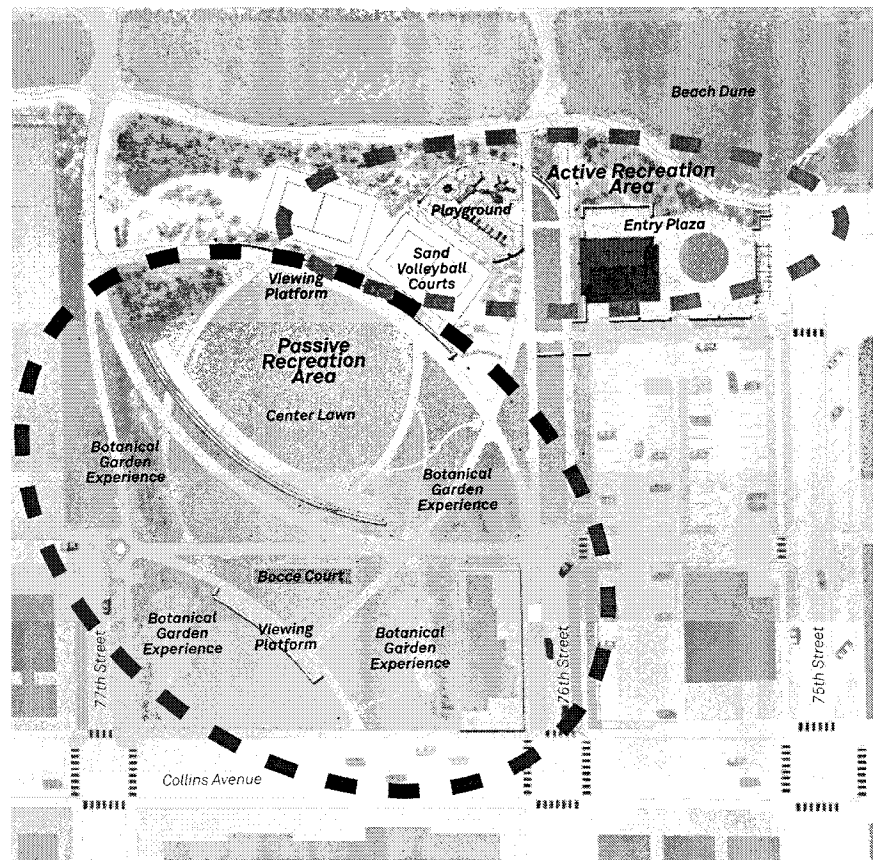 Beach Dune
Active Recreation
Area
Playground
Entry Plaza
Sand
Volleyball
Courts
Viewing
Platform
Passive
Recreation
Area
Center Lawn
Botanical
Garden
Experience
Botanical
Garden
Experience
Bocce Court
Botanical
Garden
Experience
Viewing
Platform
Botanical
Garden
Experience
77th Street
76th Street
75th Street
Collins Avenue